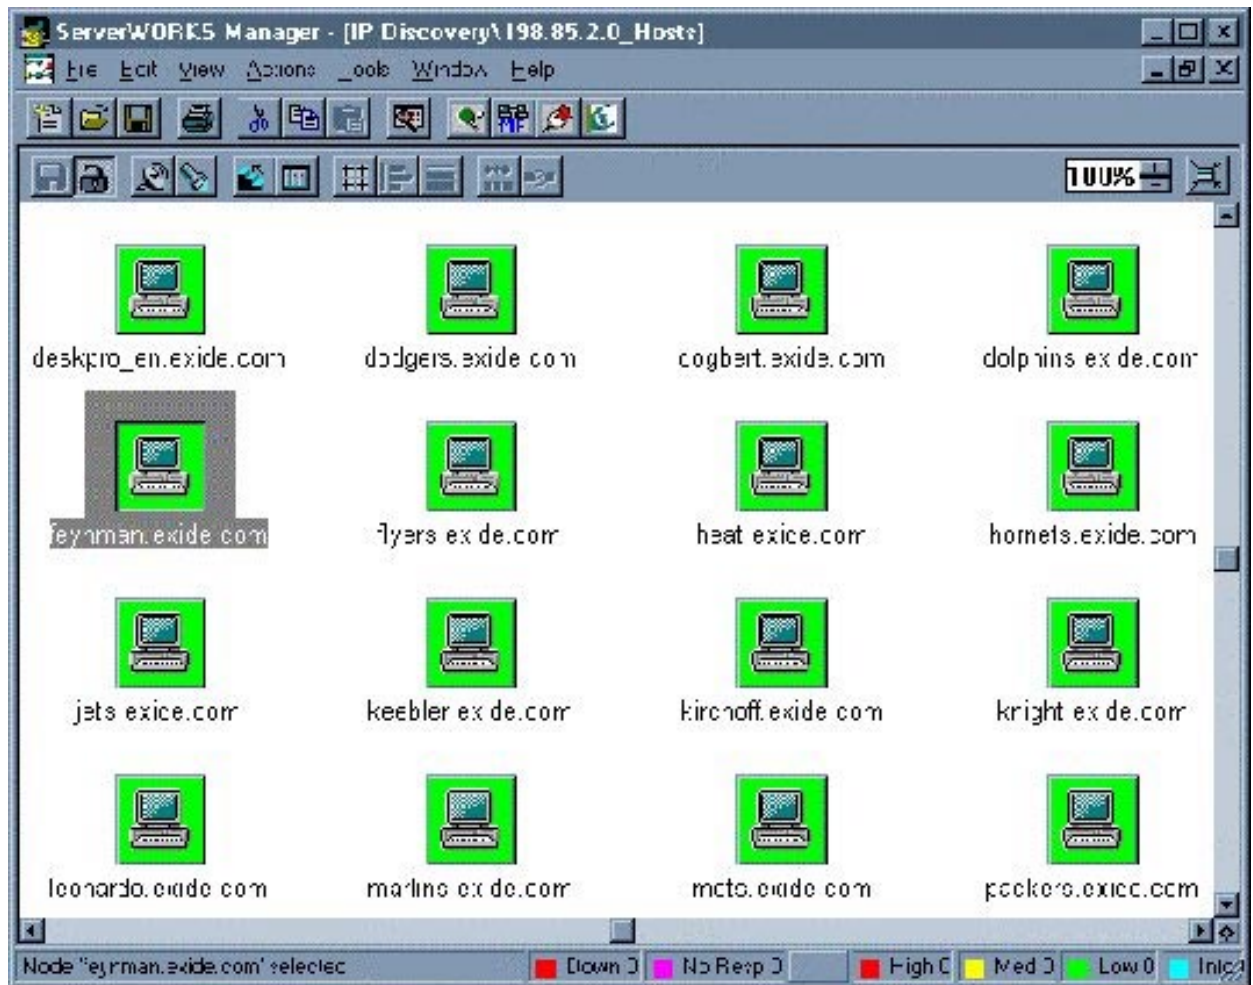 ServerWORKS Manager - [IP Discovery\198.85.2.0_Hosts]
File Edit View Actions Tools Window Help
100%
deskpro_en.exide.com dodgers.exide.com dogbert.exide.com dolphins.exide.com
feynman.exide.com flyers.exide.com heat.exide.com hornets.exide.com
jets.exide.com keebler.exide.com kirchoff.exide.com knight.exide.com
leonardo.exide.com marlins.exide.com mets.exide.com packers.exide.com
Node 'feynman.exide.com' selected Down 0 No Resp 0 High 0 Med 0 Low 0